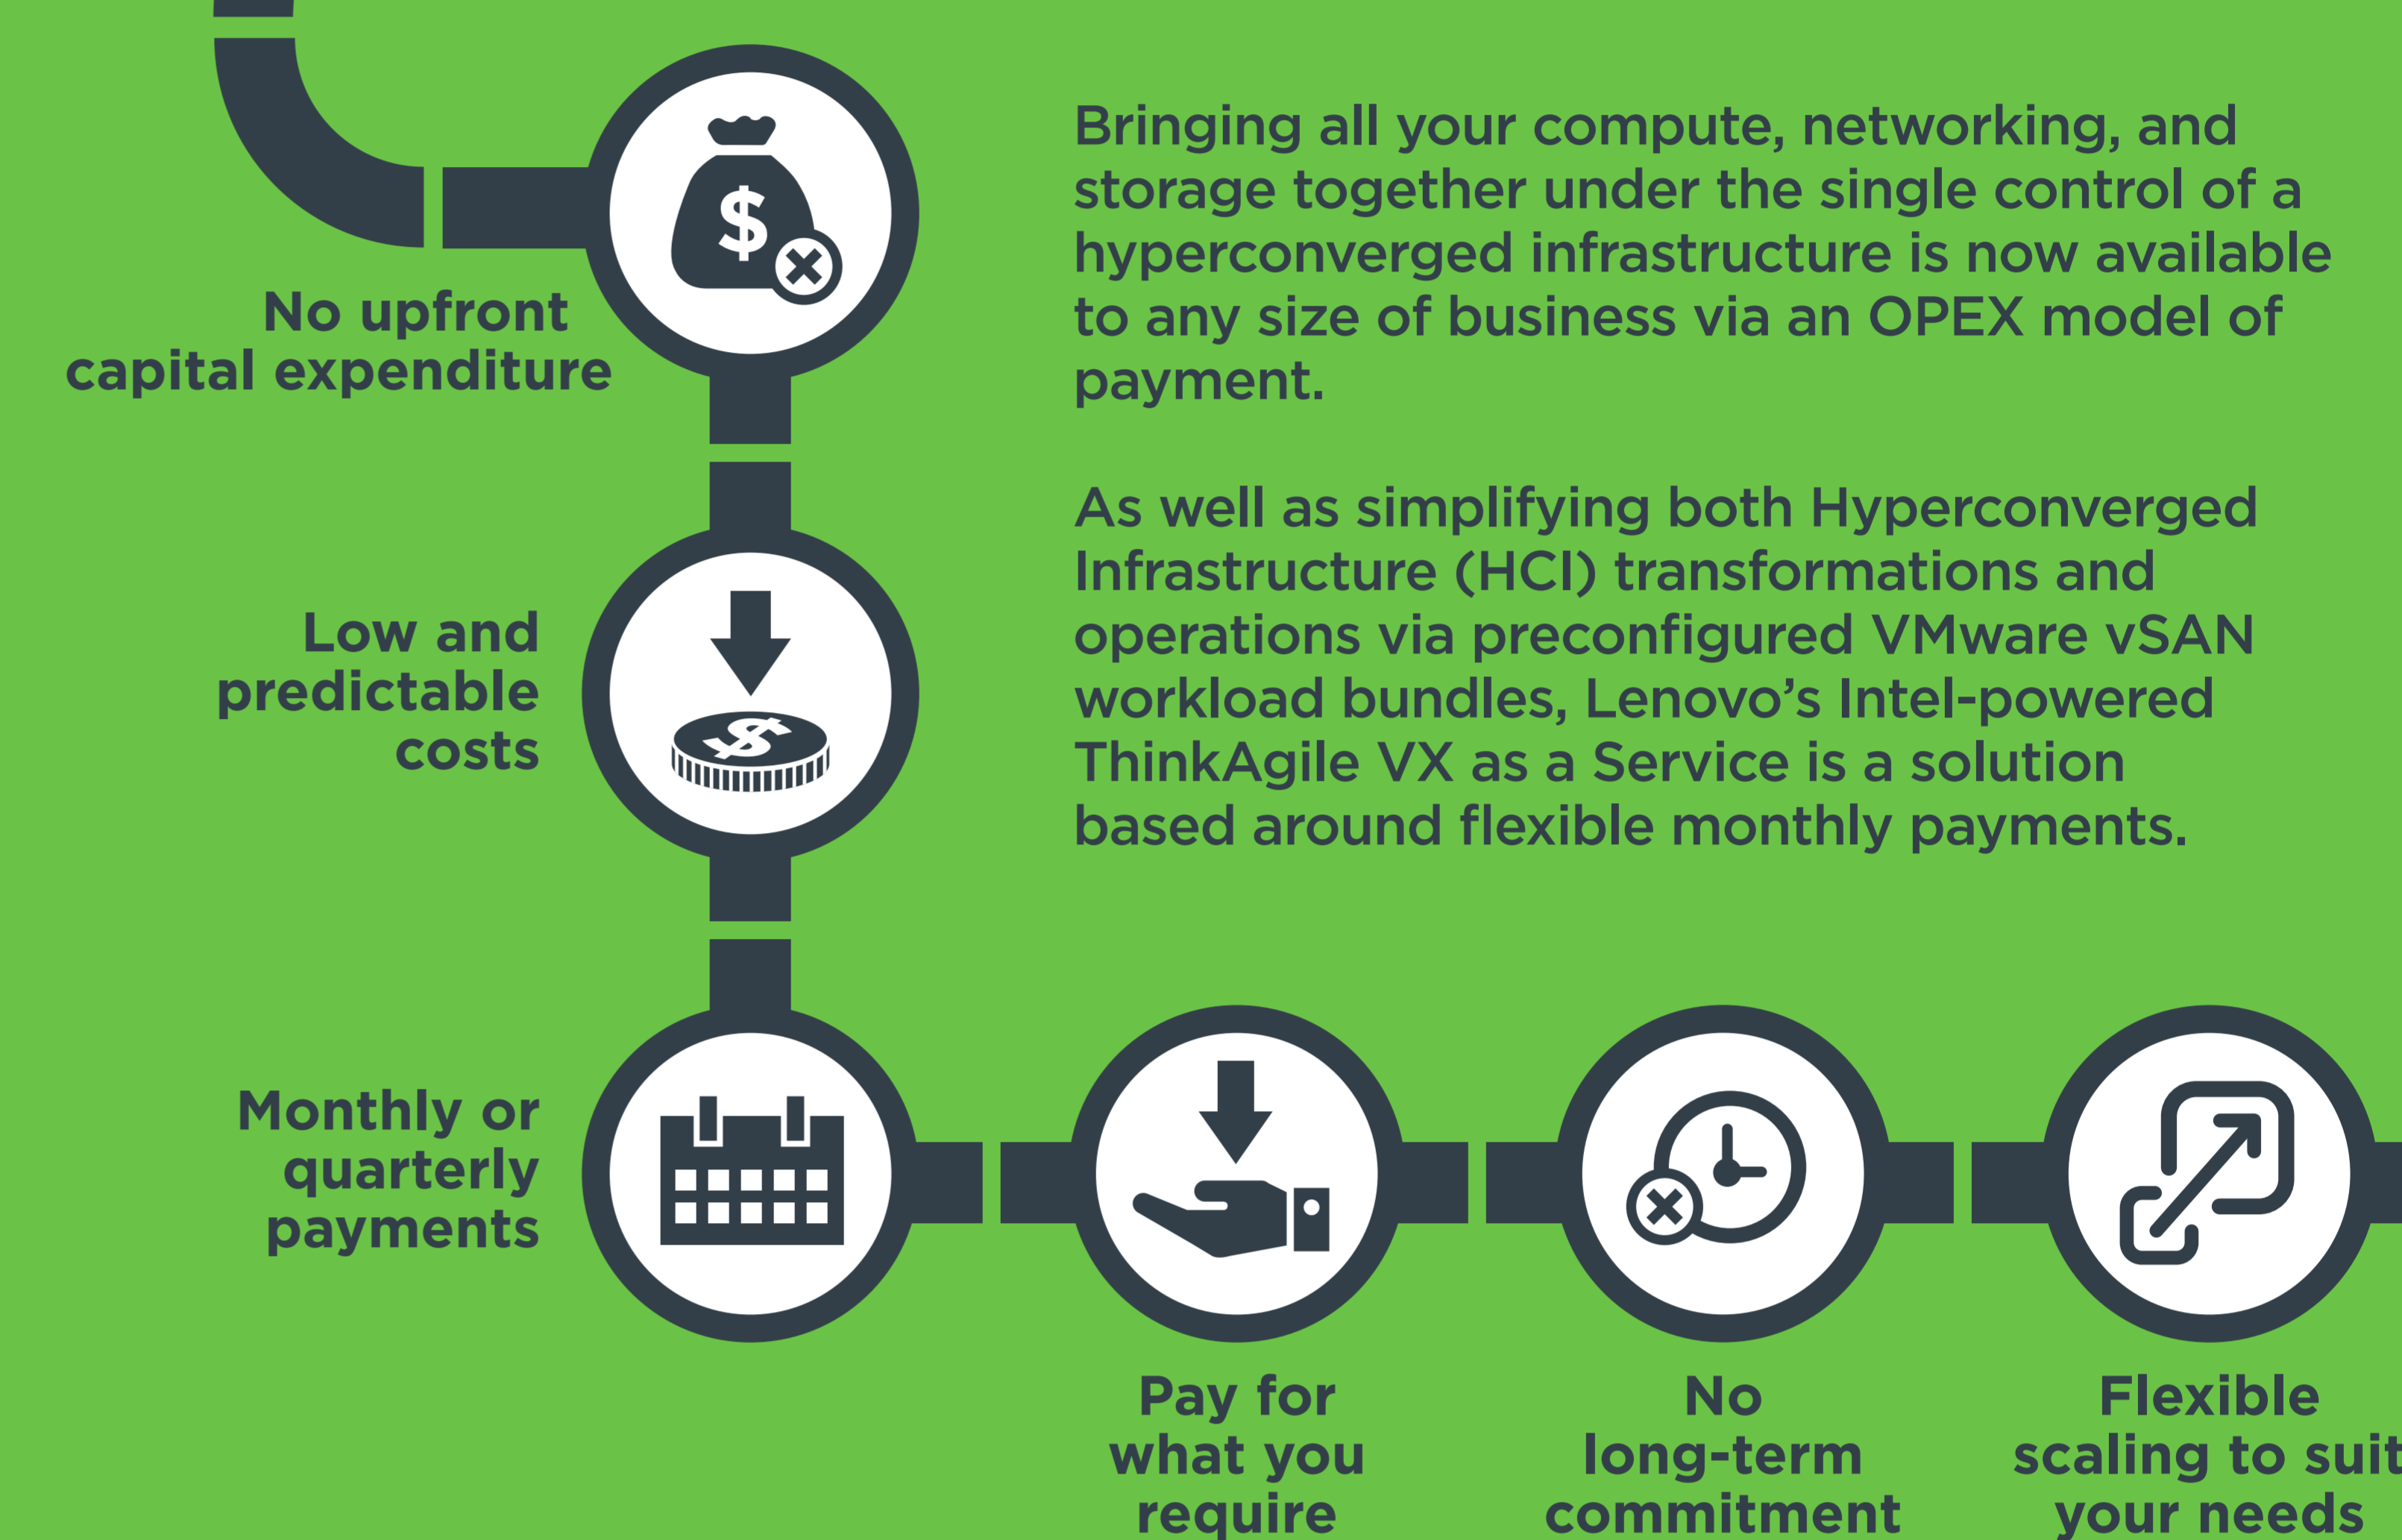 No upfront
capital expenditure
Bringing all your compute, networking, and
storage together under the single control of a
hyperconverged infrastructure is now available
to any size of business via an OPEX model of
payment.
As well as simplifying both Hyperconverged
Infrastructure (HCI) transformations and
operations via preconfigured VMware vSAN
workload bundles, Lenovo’s Intel-powered
ThinkAgile VX as a Service is a solution
based around flexible monthly payments.
Low and
predictable
costs
Monthly or
quarterly
payments
Pay for
what you
require
No
long-term
commitment
Flexible
scaling to suit
your needs